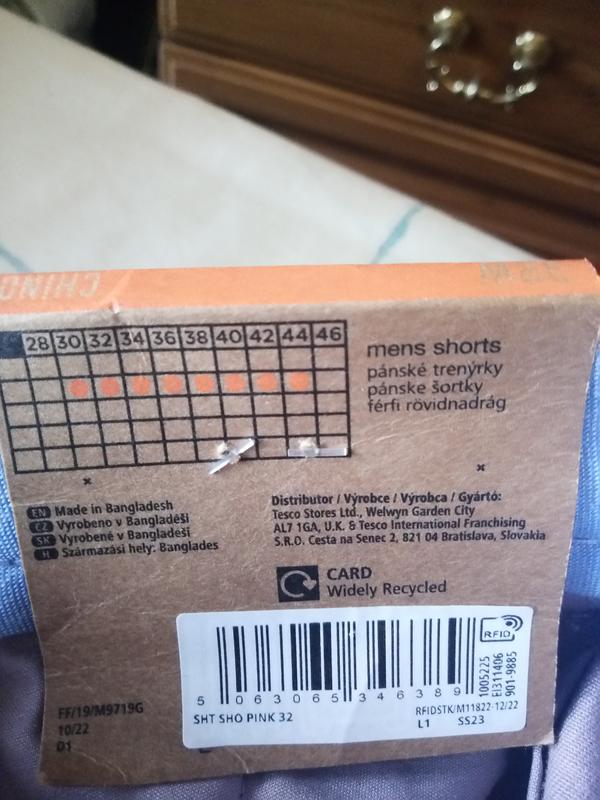 CHINO
28 30 32 34 36 38 40 42 44 46
mens shorts
pánské trenýrky
pánske šortky
férfi rövidnadrág
EN Made in Bangladesh
CZ Vyrobeno v Bangladéši
SK Vyrobené v Bangladeši
H Származási hely: Banglades
Distributor / Výrobce / Výrobca / Gyártó:
Tesco Stores Ltd., Welwyn Garden City
AL7 1GA, U.K. & Tesco International Franchising
S.R.O. Cesta na Senec 2, 821 04 Bratislava, Slovakia
CARD
Widely Recycled
RFID
5 063065 346389
1005225
EI311406
901-9885
SHT SHO PINK 32
RFIDSTK/M11822-12/22
L1 SS23
FF/19/M9719G
10/22
D1